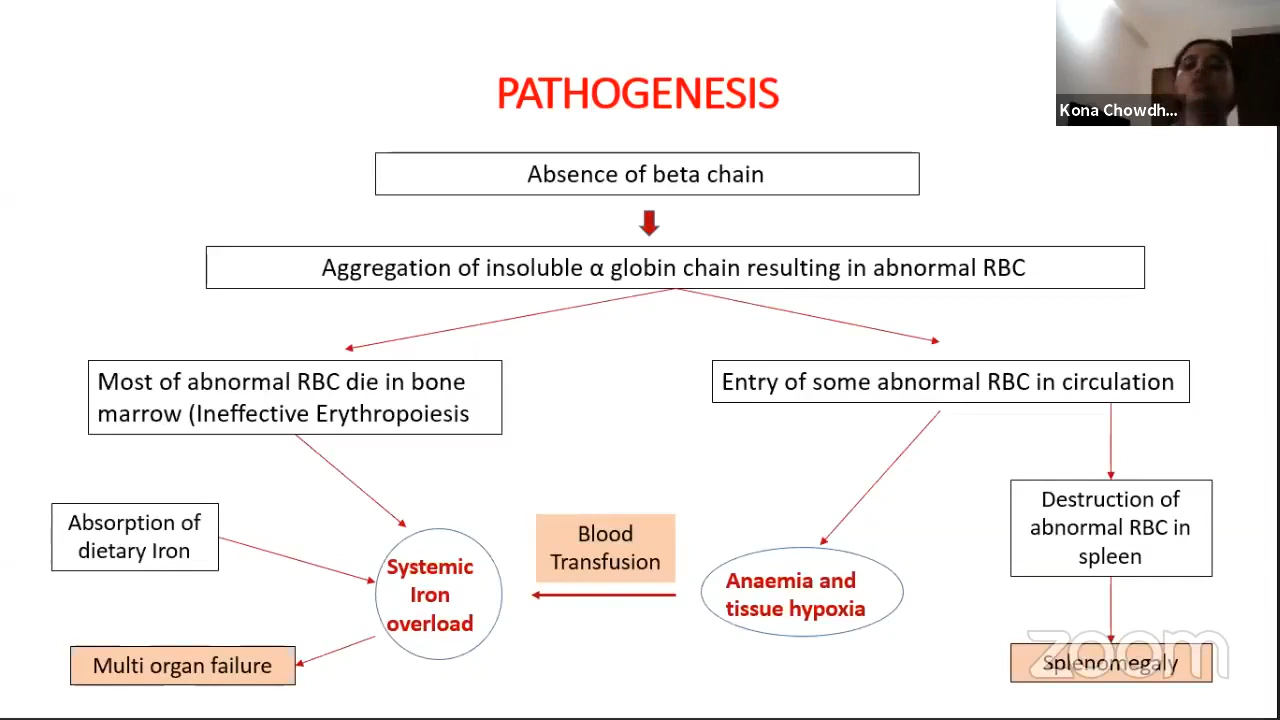 Kona Chowdh...
PATHOGENESIS
Absence of beta chain
Aggregation of insoluble α globin chain resulting in abnormal RBC
Most of abnormal RBC die in bone
marrow (Ineffective Erythropoiesis
Entry of some abnormal RBC in circulation
Absorption of
dietary Iron
Systemic
Iron
overload
Blood
Transfusion
Anaemia and
tissue hypoxia
Destruction of
abnormal RBC in
spleen
Multi organ failure
Splenomegaly
zoom